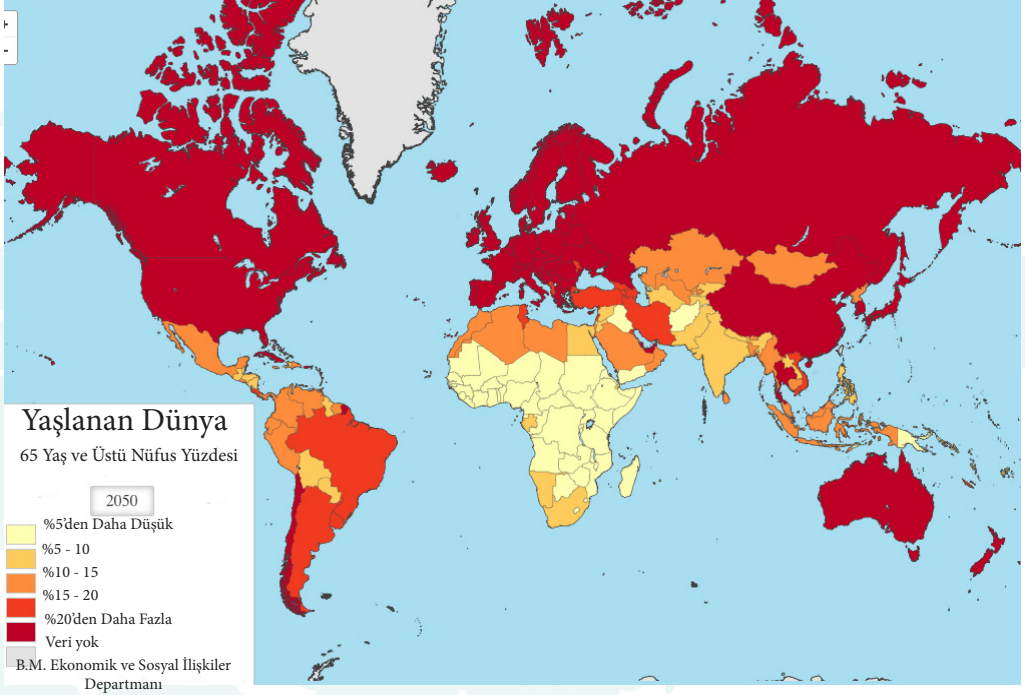 +
-
Yaşlanan Dünya
65 Yaş ve Üstü Nüfus Yüzdesi
2050
%5'den Daha Düşük
%5 - 10
%10 - 15
%15 - 20
%20'den Daha Fazla
Veri yok
B.M. Ekonomik ve Sosyal İlişkiler
Departmanı